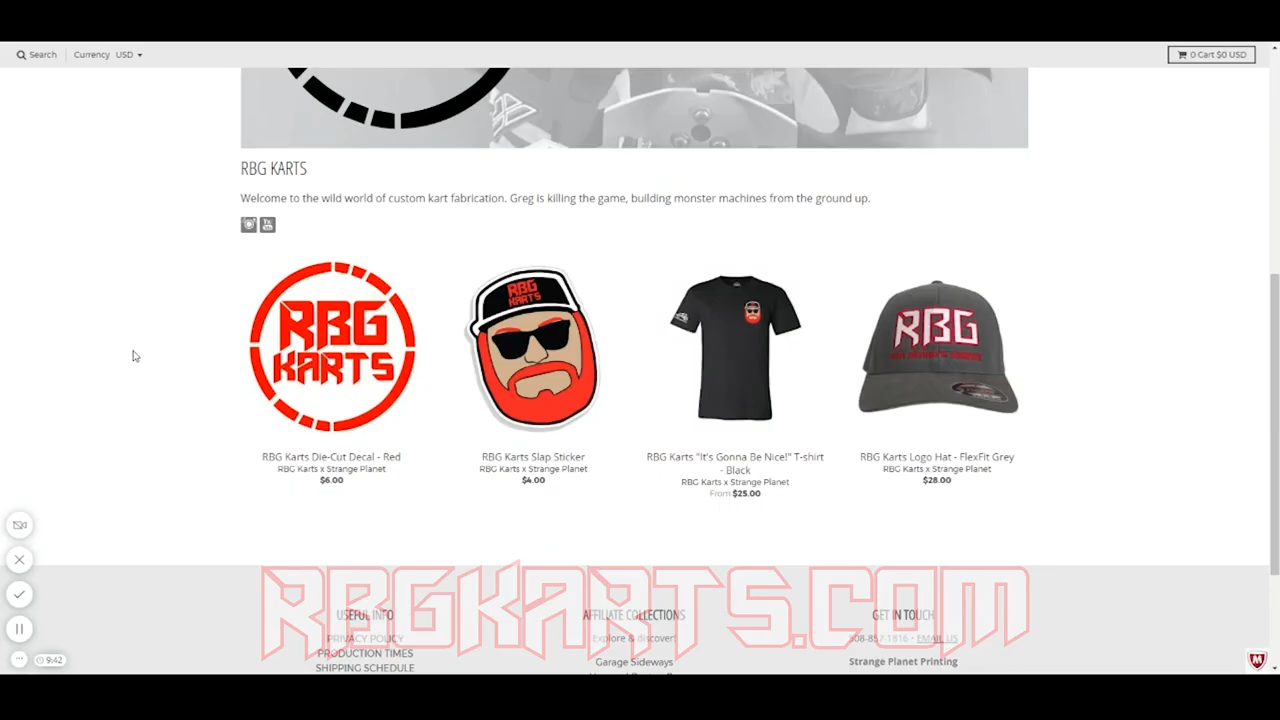 Search
Currency USD
0 Cart $0 USD
RBG KARTS
Welcome to the wild world of custom kart fabrication. Greg is killing the game, building monster machines from the ground up.
You
Tube
RBG
KARTS
RBG
KARTS
RBG
RBG Karts Die-Cut Decal - Red
RBG Karts x Strange Planet
$6.00
RBG Karts Slap Sticker
RBG Karts x Strange Planet
$4.00
RBG Karts "It's Gonna Be Nice!" T-shirt
- Black
RBG Karts x Strange Planet
From $25.00
RBG Karts Logo Hat - FlexFit Grey
RBG Karts x Strange Planet
$28.00
RBGKARTS.COM
USEFUL INFO
PRIVACY POLICY
PRODUCTION TIMES
SHIPPING SCHEDULE
AFFILIATE COLLECTIONS
Explore & discover!
Garage Sideways
GET IN TOUCH
508-857-1816 • EMAIL US
Strange Planet Printing
9:42